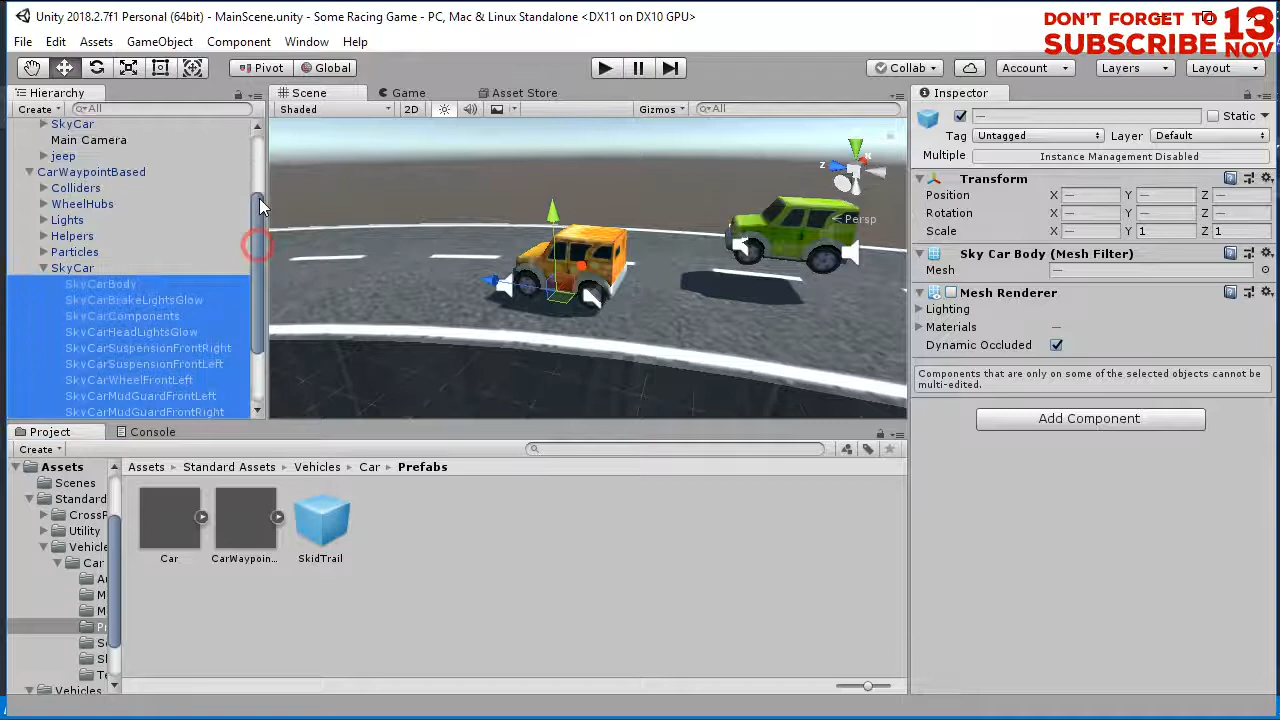 Unity 2018.2.7f1 Personal (64bit) - MainScene.unity - Some Racing Game - PC, Mac & Linux Standalone <DX11 on DX10 GPU>
DON'T FORGET TO
SUBSCRIBE
13
NOV
File Edit Assets GameObject Component Window Help
Pivot Global Collab Account Layers Layout
Hierarchy
Create All
SkyCar
Main Camera
jeep
CarWaypointBased
Colliders
WheelHubs
Lights
Helpers
Particles
SkyCar
SkyCarBody
SkyCarBrakeLightsGlow
SkyCarComponents
SkyCarHeadLightsGlow
SkyCarSuspensionFrontRight
SkyCarSuspensionFrontLeft
SkyCarWheelFrontLeft
SkyCarMudGuardFrontLeft
SkyCarMudGuardFrontRight
Scene Game Asset Store
Shaded 2D Gizmos All
z x
Persp
Inspector
— Static
Tag Untagged Layer Default
Multiple Instance Management Disabled
Transform
Position X — Y — Z —
Rotation X — Y — Z —
Scale X — Y 1 Z 1
Sky Car Body (Mesh Filter)
Mesh —
Mesh Renderer
Lighting
Materials —
Dynamic Occluded
Components that are only on some of the selected objects cannot be
multi-edited.
Add Component
Project Console
Create
Assets
Scenes
Standard
CrossP
Utility
Vehicle
Car
Vehicles
Assets Standard Assets Vehicles Car Prefabs
Car CarWaypoin... SkidTrail